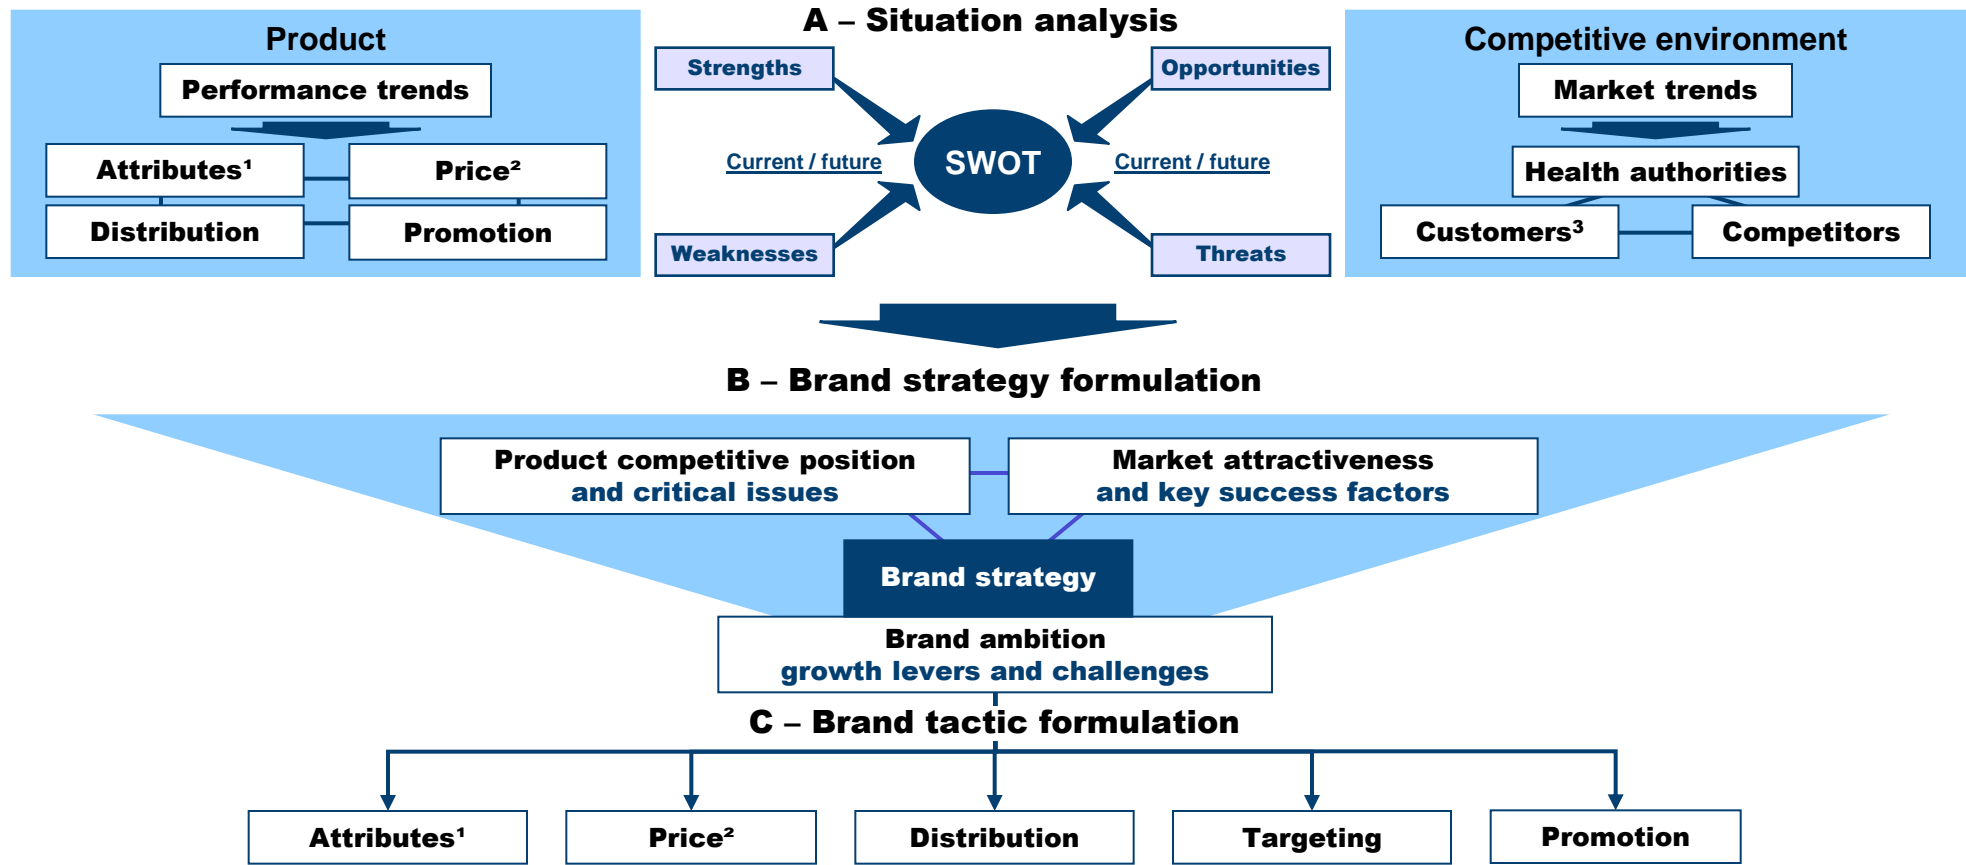 A – Situation analysis
Product
Performance trends
Attributes¹
Price²
Distribution
Promotion
Strengths
Opportunities
Current / future
SWOT
Current / future
Weaknesses
Threats
Competitive environment
Market trends
Health authorities
Customers³
Competitors
B – Brand strategy formulation
Product competitive position
and critical issues
Market attractiveness
and key success factors
Brand strategy
Brand ambition
growth levers and challenges
C – Brand tactic formulation
Attributes¹
Price²
Distribution
Targeting
Promotion